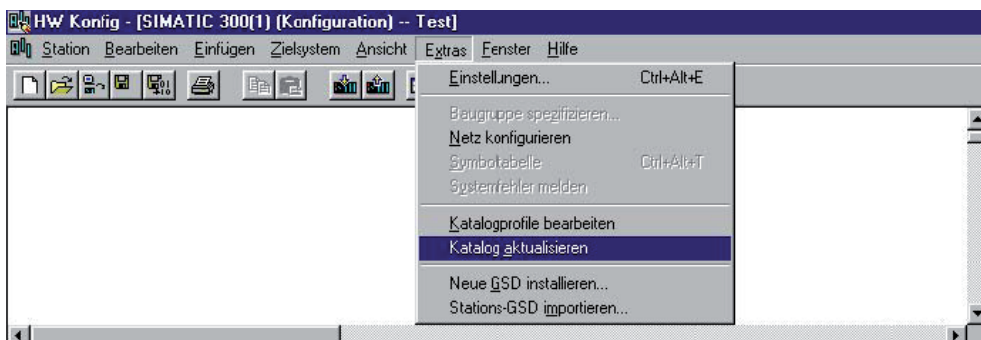 HW Konfig - [SIMATIC 300(1) (Konfiguration) -- Test]
Station Bearbeiten Einfügen Zielsystem Ansicht Extras Fenster Hilfe
Einstellungen... Ctrl+Alt+E
Baugruppe spezifizieren...
Netz konfigurieren
Symboltabelle Ctrl+Alt+T
Systemfehler melden
Katalogprofile bearbeiten
Katalog aktualisieren
Neue GSD installieren...
Stations-GSD importieren...